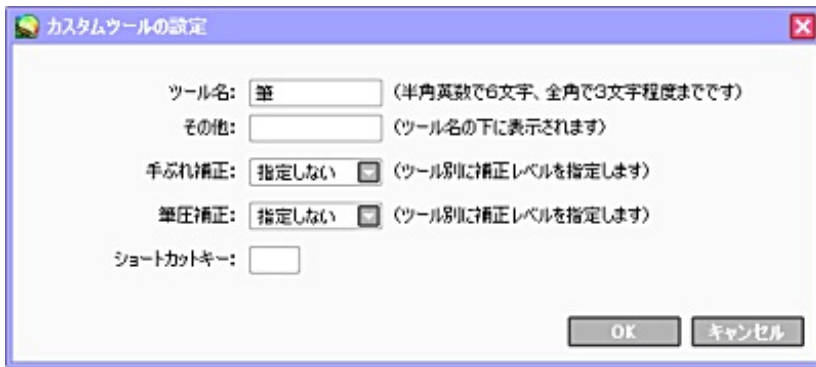 カスタムツールの設定
ツール名: 筆 (半角英数で6文字、全角で3文字程度までです)
その他: (ツール名の下に表示されます)
手ぶれ補正: 指定しない (ツール別に補正レベルを指定します)
筆圧補正: 指定しない (ツール別に補正レベルを指定します)
ショートカットキー:
OK キャンセル